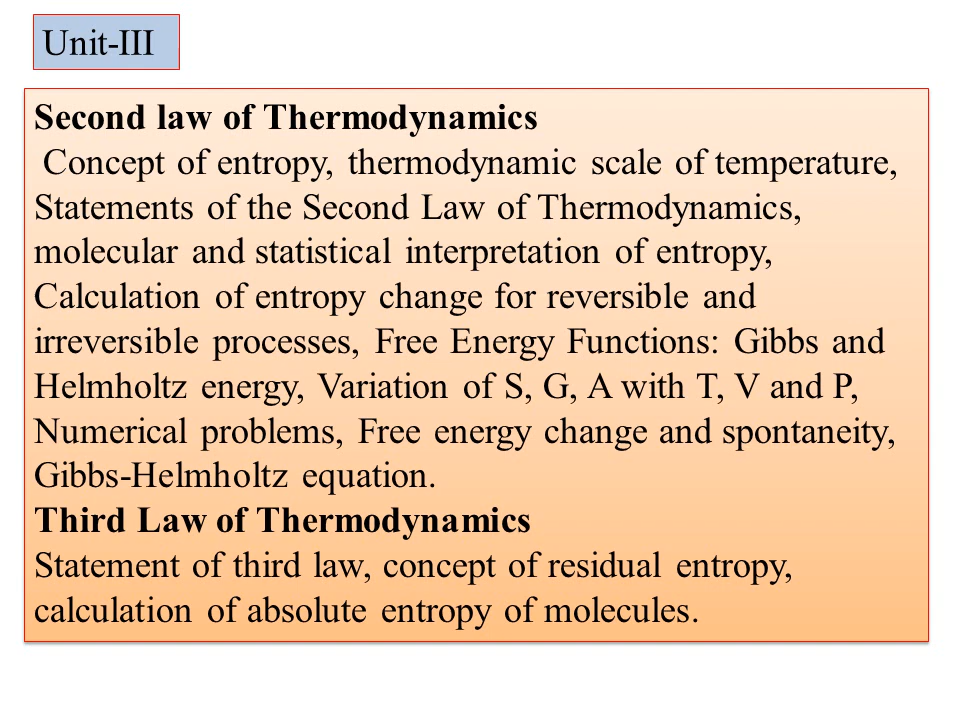 Unit-III
Second law of Thermodynamics
Concept of entropy, thermodynamic scale of temperature,
Statements of the Second Law of Thermodynamics,
molecular and statistical interpretation of entropy,
Calculation of entropy change for reversible and
irreversible processes, Free Energy Functions: Gibbs and
Helmholtz energy, Variation of S, G, A with T, V and P,
Numerical problems, Free energy change and spontaneity,
Gibbs-Helmholtz equation.
Third Law of Thermodynamics
Statement of third law, concept of residual entropy,
calculation of absolute entropy of molecules.